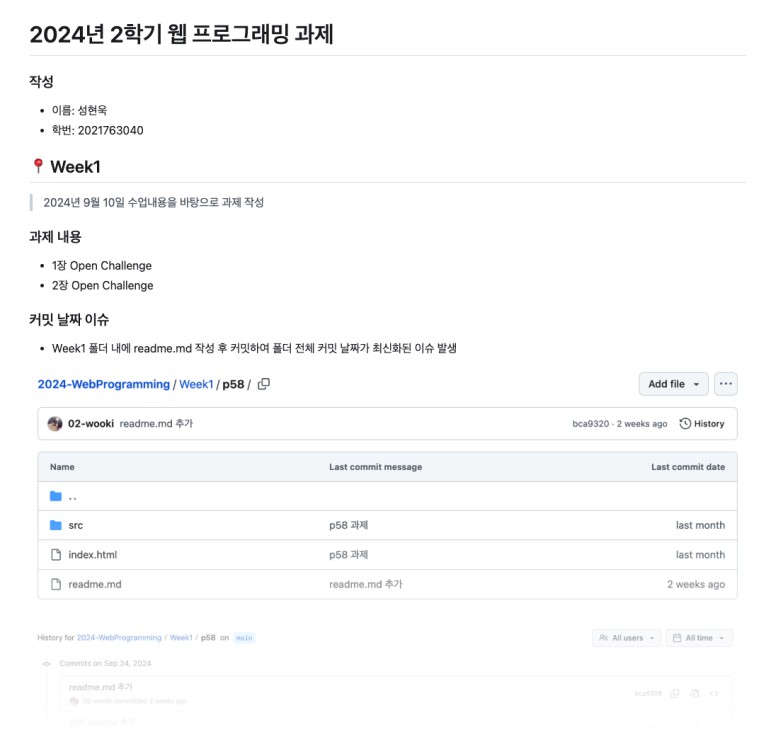 2024년 2학기 웹 프로그래밍 과제
작성
이름: 성현욱
학번: 2021763040
📍 Week1
2024년 9월 10일 수업내용을 바탕으로 과제 작성
과제 내용
1장 Open Challenge
2장 Open Challenge
커밋 날짜 이슈
Week1 폴더 내에 readme.md 작성 후 커밋하여 폴더 전체 커밋 날짜가 최신화된 이슈 발생
2024-WebProgramming / Week1 / p58 / Add file
02-wooki readme.md 추가 bca9320 · 2 weeks ago History
Name Last commit message Last commit date
..
src p58 과제 last month
index.html p58 과제 last month
readme.md readme.md 추가 2 weeks ago
History for 2024-WebProgramming / Week1 / p58 on main All users All time
Commits on Sep 24, 2024
readme.md 추가 bca9320
02-wooki committed 2 weeks ago